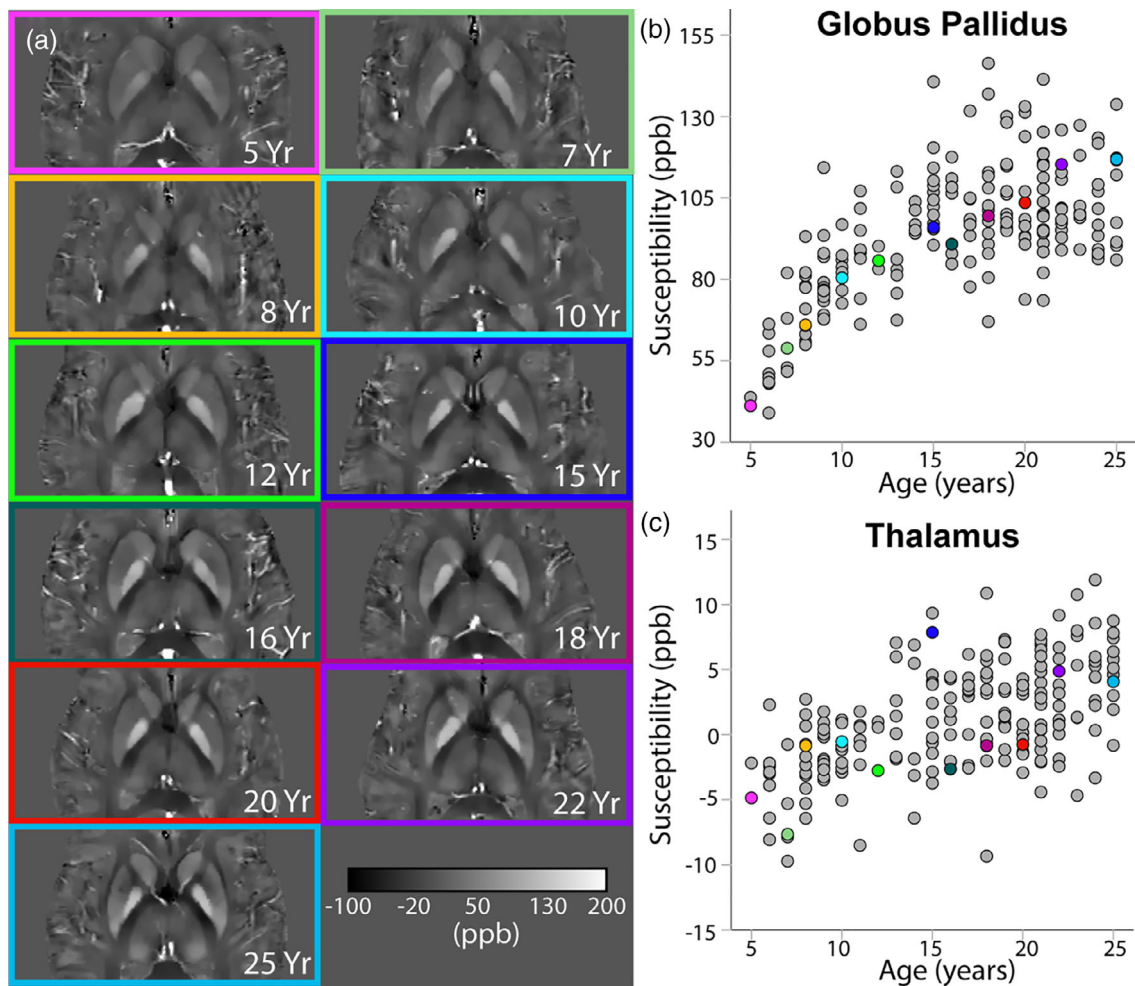 (a)
5 Yr
7 Yr
8 Yr
10 Yr
12 Yr
15 Yr
16 Yr
18 Yr
20 Yr
22 Yr
25 Yr
-100 -20 50 130 200
(ppb)
(b)
Globus Pallidus
Susceptibility (ppb)
155
130
105
80
55
30
5 10 15 20 25
Age (years)
(c)
Thalamus
Susceptibility (ppb)
15
10
5
0
-5
-10
-15
5 10 15 20 25
Age (years)